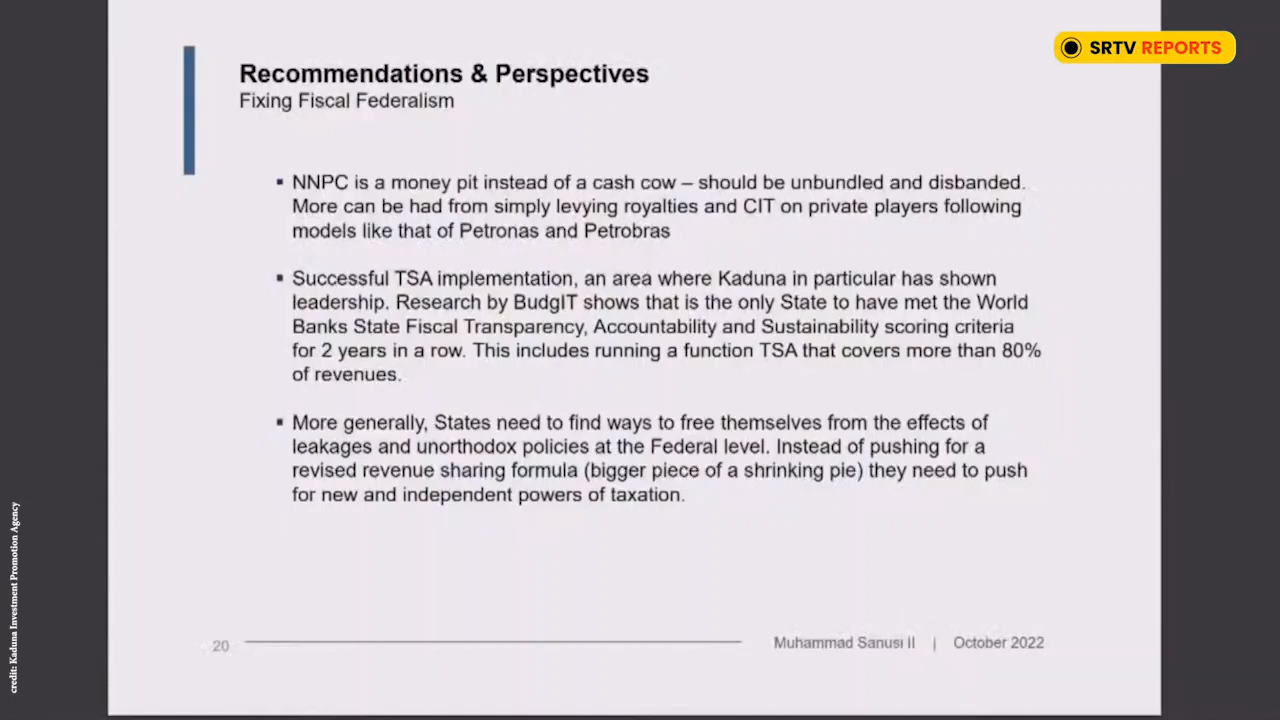 SRTV REPORTS
Recommendations & Perspectives
Fixing Fiscal Federalism
▪ NNPC is a money pit instead of a cash cow – should be unbundled and disbanded.
More can be had from simply levying royalties and CIT on private players following
models like that of Petronas and Petrobras
▪ Successful TSA implementation, an area where Kaduna in particular has shown
leadership. Research by BudgIT shows that is the only State to have met the World
Banks State Fiscal Transparency, Accountability and Sustainability scoring criteria
for 2 years in a row. This includes running a function TSA that covers more than 80%
of revenues.
▪ More generally, States need to find ways to free themselves from the effects of
leakages and unorthodox policies at the Federal level. Instead of pushing for a
revised revenue sharing formula (bigger piece of a shrinking pie) they need to push
for new and independent powers of taxation.
20
Muhammad Sanusi II | October 2022
credit: Kaduna Investment Promotion Agency